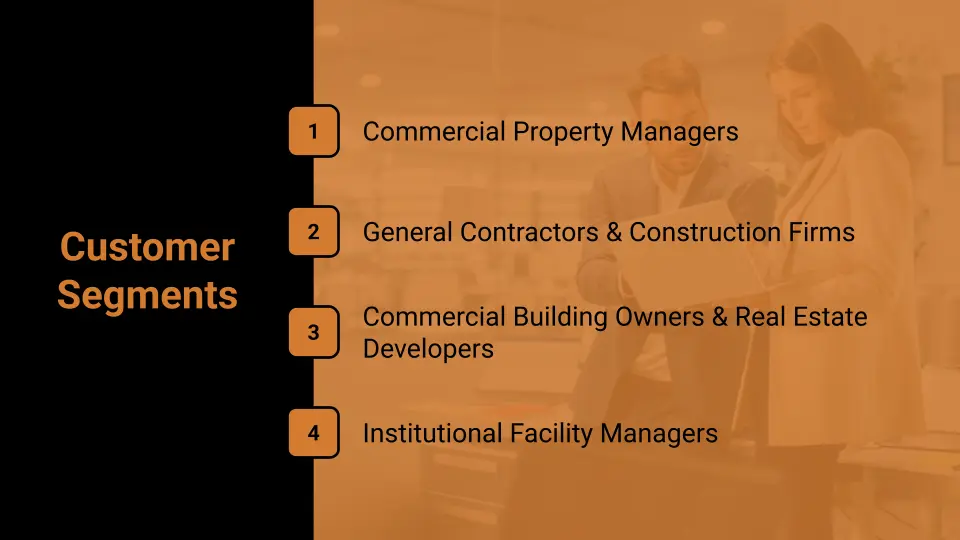 Customer
Segments
1
Commercial Property Managers
2
General Contractors & Construction Firms
3
Commercial Building Owners & Real Estate
Developers
4
Institutional Facility Managers